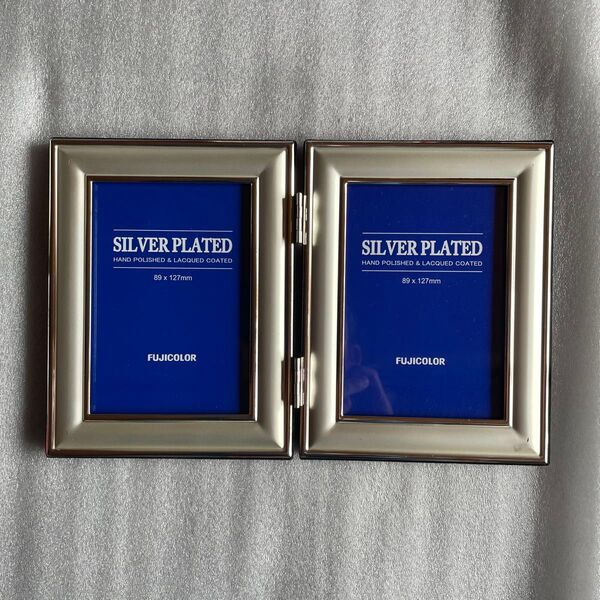 SILVER PLATED
HAND POLISHED & LACQUED COATED
89 x 127mm
FUJICOLOR
SILVER PLATED
HAND POLISHED & LACQUED COATED
89 x 127mm
FUJICOLOR